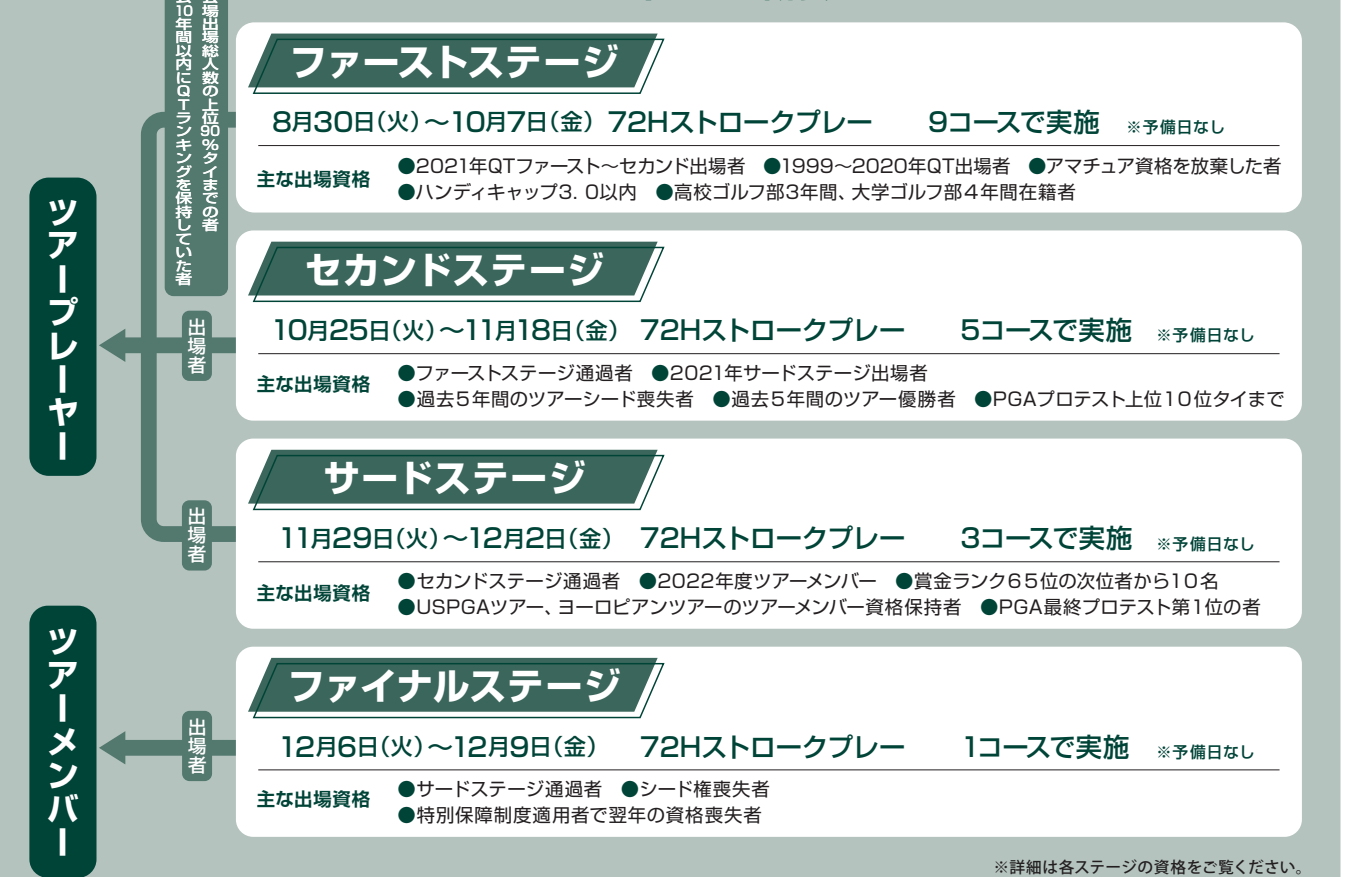 場出場総人数の上位90%タイまでの者
10年間以内にQTランキングを保持していた者
ツアープレーヤー
ファーストステージ
8月30日(火)〜10月7日(金) 72Hストロークプレー 9コースで実施 ※予備日なし
主な出場資格
●2021年QTファースト〜セカンド出場者 ●1999〜2020年QT出場者 ●アマチュア資格を放棄した者
●ハンディキャップ3.0以内 ●高校ゴルフ部3年間、大学ゴルフ部4年間在籍者
出場者
セカンドステージ
10月25日(火)〜11月18日(金) 72Hストロークプレー 5コースで実施 ※予備日なし
主な出場資格
●ファーストステージ通過者 ●2021年サードステージ出場者
●過去5年間のツアーシード喪失者 ●過去5年間のツアー優勝者 ●PGAプロテスト上位10位タイまで
出場者
サードステージ
11月29日(火)〜12月2日(金) 72Hストロークプレー 3コースで実施 ※予備日なし
主な出場資格
●セカンドステージ通過者 ●2022年度ツアーメンバー ●賞金ランク65位の次位者から10名
●USPGAツアー、ヨーロピアンツアーのツアーメンバー資格保持者 ●PGA最終プロテスト第1位の者
ツアーメンバー
出場者
ファイナルステージ
12月6日(火)〜12月9日(金) 72Hストロークプレー 1コースで実施 ※予備日なし
主な出場資格
●サードステージ通過者 ●シード権喪失者
●特別保障制度適用者で翌年の資格喪失者
※詳細は各ステージの資格をご覧ください。